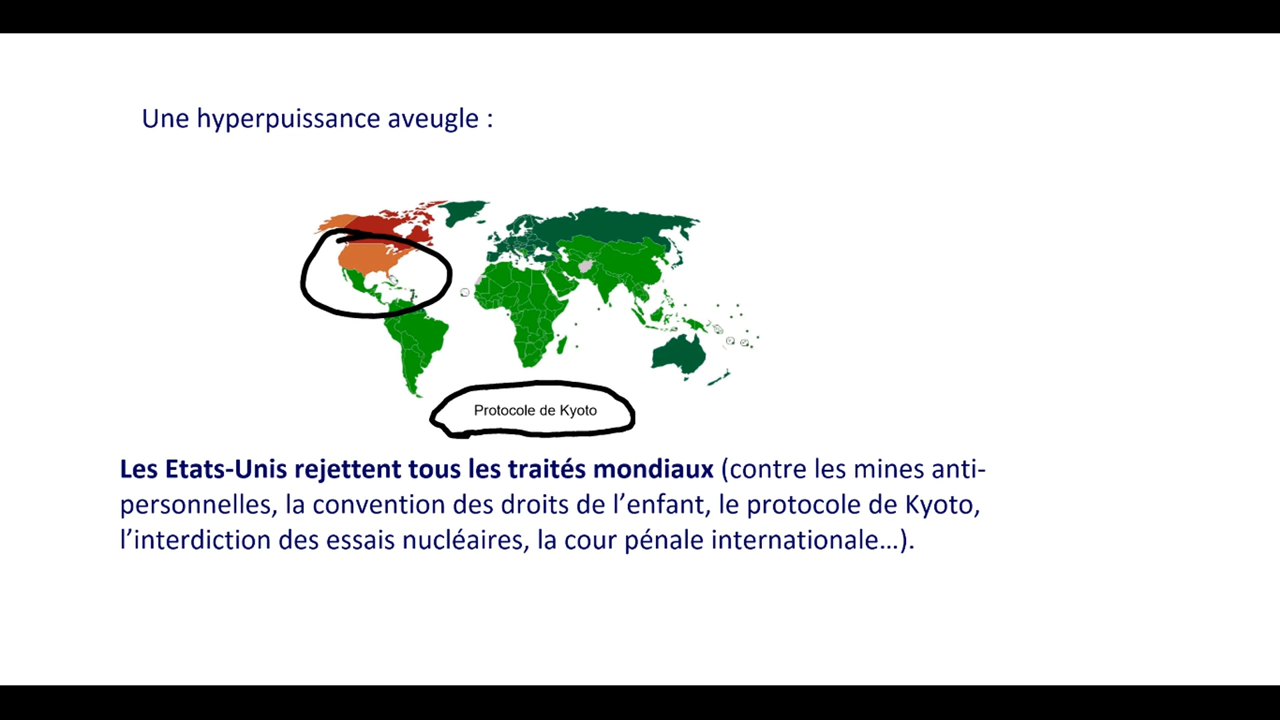 Une hyperpuissance aveugle :
Protocole de Kyoto
Les Etats-Unis rejettent tous les traités mondiaux (contre les mines anti-
personnelles, la convention des droits de l’enfant, le protocole de Kyoto,
l’interdiction des essais nucléaires, la cour pénale internationale…).